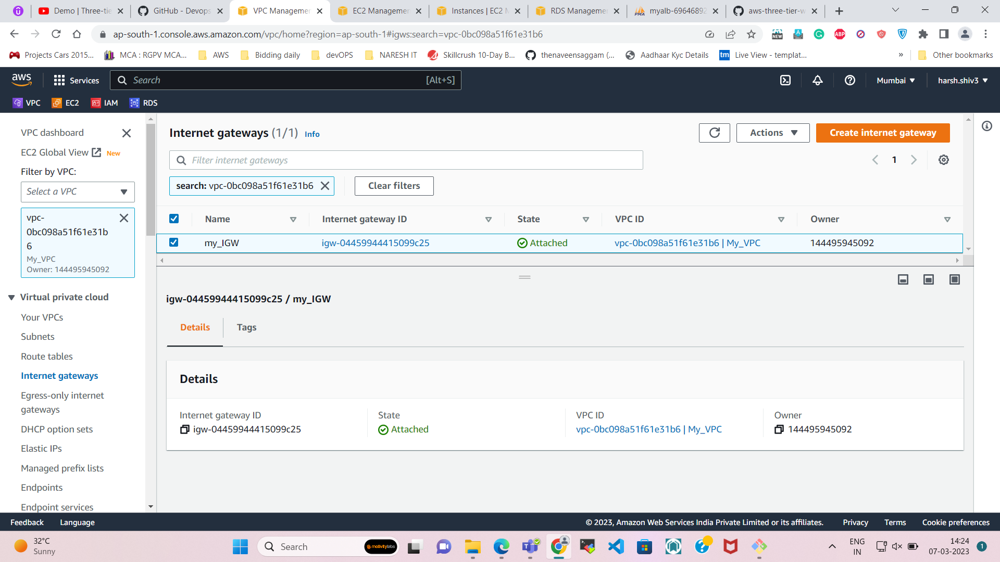 Demo | Three-tie
GitHub - Devops
VPC Managemen
EC2 Managemen
Instances | EC2 M
RDS Managemen
myalb-69646892
aws-three-tier-w
ap-south-1.console.aws.amazon.com/vpc/home?region=ap-south-1#igws:search=vpc-0bc098a51f61e31b6
NEW
ABP
Projects Cars 2015...
MCA : RGPV MCA...
AWS
Bidding daily
devOPS
NARESH IT
Skillcrush 10-Day B...
thenaveensaggam (...
Aadhaar Kyc Details
tm
Live View - templat...
»
Other bookmarks
aws
Services
Search
[Alt+S]
Mumbai
harsh.shiv3
VPC
EC2
IAM
RDS
VPC dashboard
EC2 Global View New
Filter by VPC:
Select a VPC
vpc-
0bc098a51f61e31b
6
My_VPC
Owner: 144495945092
Virtual private cloud
Your VPCs
Subnets
Route tables
Internet gateways
Egress-only internet
gateways
DHCP option sets
Elastic IPs
Managed prefix lists
Endpoints
Endpoint services
Internet gateways (1/1) Info
Actions
Create internet gateway
Filter internet gateways
1
search: vpc-0bc098a51f61e31b6
Clear filters
Name
Internet gateway ID
State
VPC ID
Owner
my_IGW
igw-04459944415099c25
Attached
vpc-0bc098a51f61e31b6 | My_VPC
144495945092
igw-04459944415099c25 / my_IGW
Details
Tags
Details
Internet gateway ID
igw-04459944415099c25
State
Attached
VPC ID
vpc-0bc098a51f61e31b6 | My_VPC
Owner
144495945092
Feedback
Language
© 2023, Amazon Web Services India Private Limited or its affiliates.
Privacy
Terms
Cookie preferences
32°C
Sunny
Search
motivitylabs
ENG
IN
14:24
07-03-2023
1